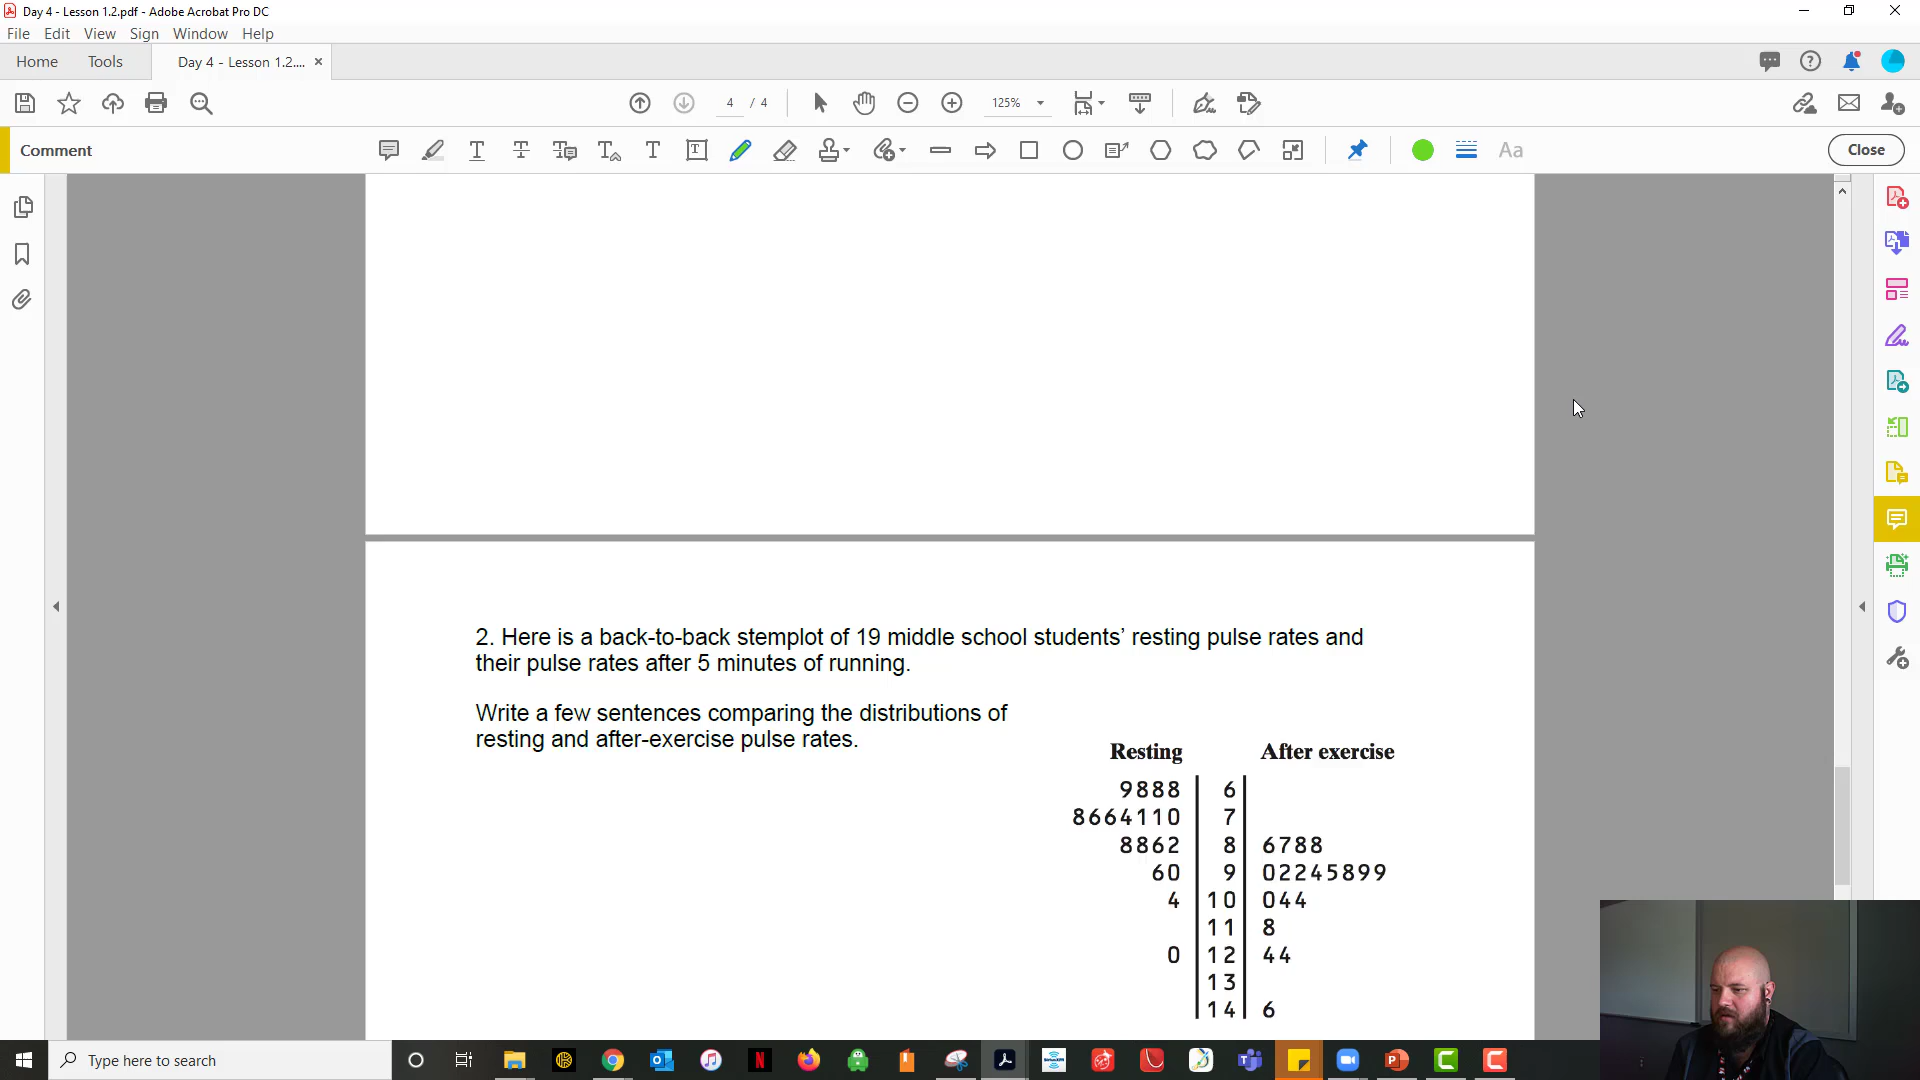 Day 4 - Lesson 1.2.pdf - Adobe Acrobat Pro DC
File Edit View Sign Window Help
Home Tools Day 4 - Lesson 1.2.... ×
4 / 4 125%
Comment Close
2. Here is a back-to-back stemplot of 19 middle school students’ resting pulse rates and
their pulse rates after 5 minutes of running.
Write a few sentences comparing the distributions of
resting and after-exercise pulse rates.
Resting After exercise
9888 6
8664110 7
8862 8 6788
60 9 02245899
4 10 044
11 8
0 12 44
13
14 6
Type here to search